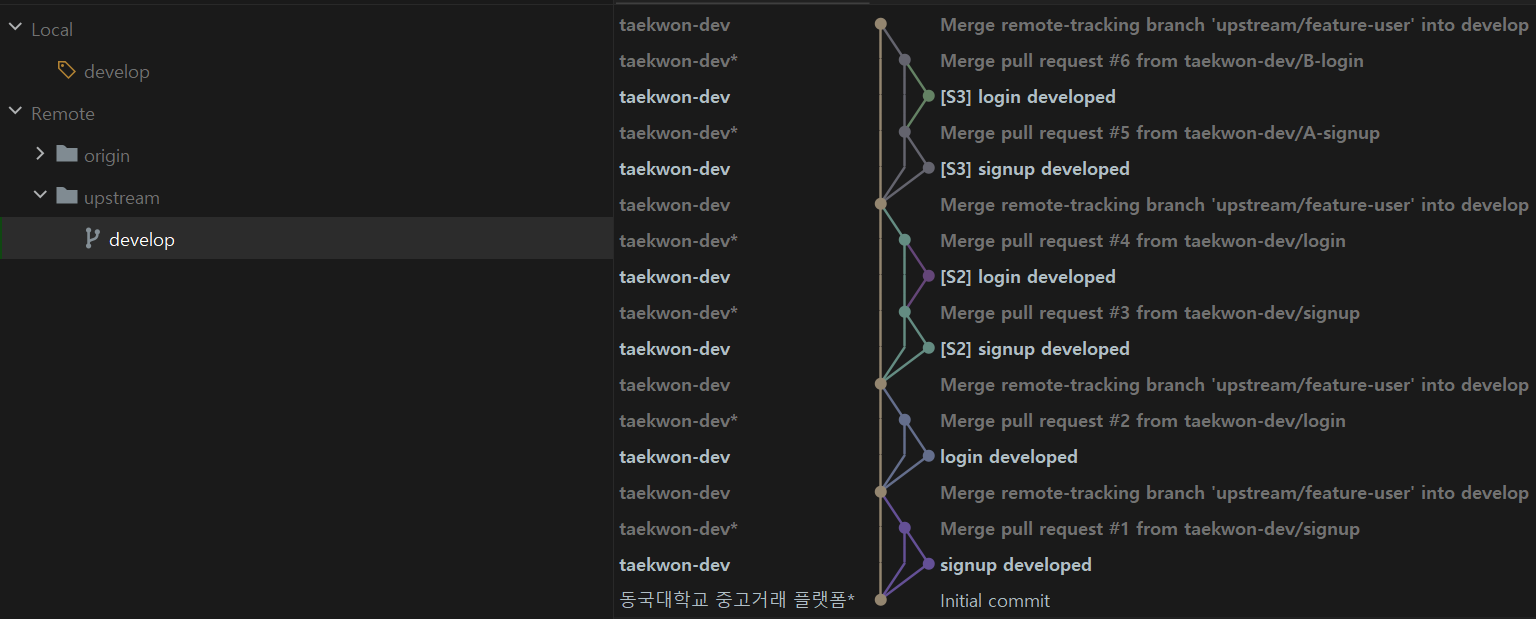 Local
develop
Remote
origin
upstream
develop
taekwon-dev Merge remote-tracking branch 'upstream/feature-user' into develop
taekwon-dev* Merge pull request #6 from taekwon-dev/B-login
taekwon-dev [S3] login developed
taekwon-dev* Merge pull request #5 from taekwon-dev/A-signup
taekwon-dev [S3] signup developed
taekwon-dev Merge remote-tracking branch 'upstream/feature-user' into develop
taekwon-dev* Merge pull request #4 from taekwon-dev/login
taekwon-dev [S2] login developed
taekwon-dev* Merge pull request #3 from taekwon-dev/signup
taekwon-dev [S2] signup developed
taekwon-dev Merge remote-tracking branch 'upstream/feature-user' into develop
taekwon-dev* Merge pull request #2 from taekwon-dev/login
taekwon-dev login developed
taekwon-dev Merge remote-tracking branch 'upstream/feature-user' into develop
taekwon-dev* Merge pull request #1 from taekwon-dev/signup
taekwon-dev signup developed
동국대학교 중고거래 플랫폼* Initial commit